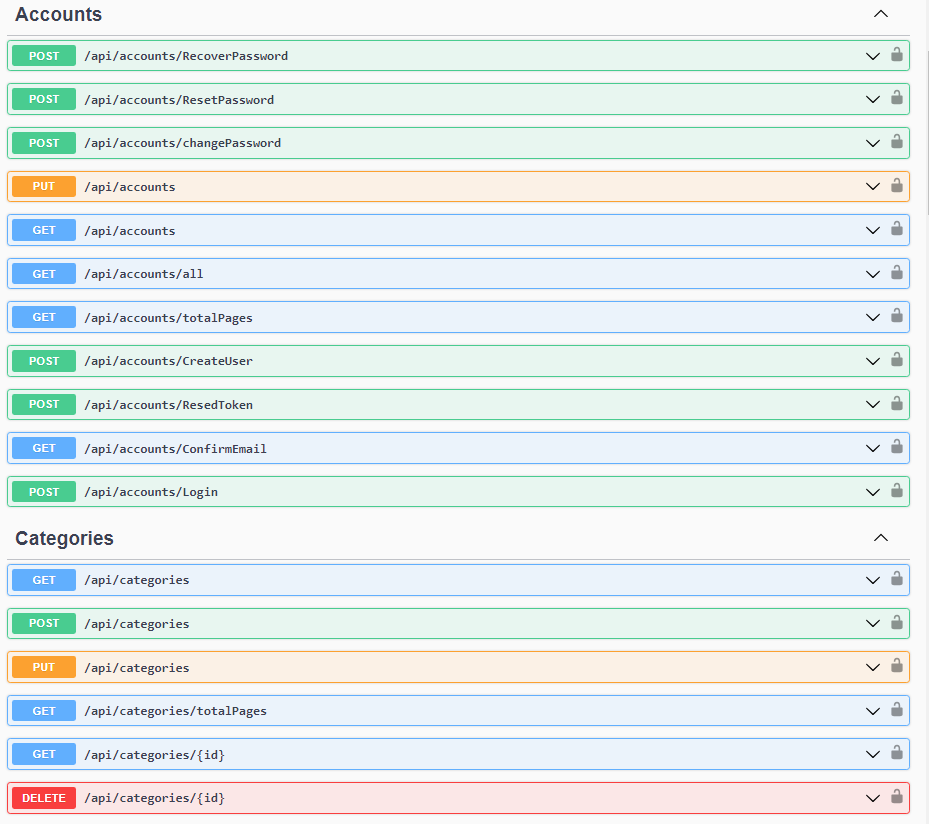 Accounts
POST /api/accounts/RecoverPassword
POST /api/accounts/ResetPassword
POST /api/accounts/changePassword
PUT /api/accounts
GET /api/accounts
GET /api/accounts/all
GET /api/accounts/totalPages
POST /api/accounts/CreateUser
POST /api/accounts/ResedToken
GET /api/accounts/ConfirmEmail
POST /api/accounts/Login
Categories
GET /api/categories
POST /api/categories
PUT /api/categories
GET /api/categories/totalPages
GET /api/categories/{id}
DELETE /api/categories/{id}